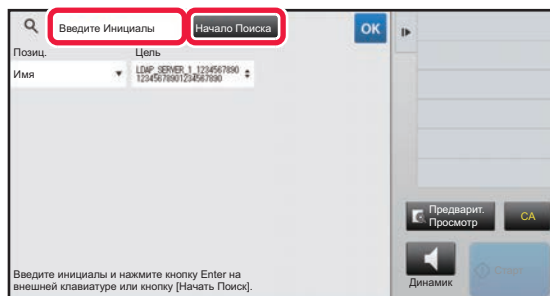 Введите Инициалы
Начало Поиска
OK
Позиц.
Цель
Имя
LDAP_SERVER_1_1234567890
12345678901234567890
Предварит.
Просмотр
CA
Динамик
Старт
Введите инициалы и нажмите кнопку Enter на
внешней клавиатуре или кнопку [Начать Поиск].